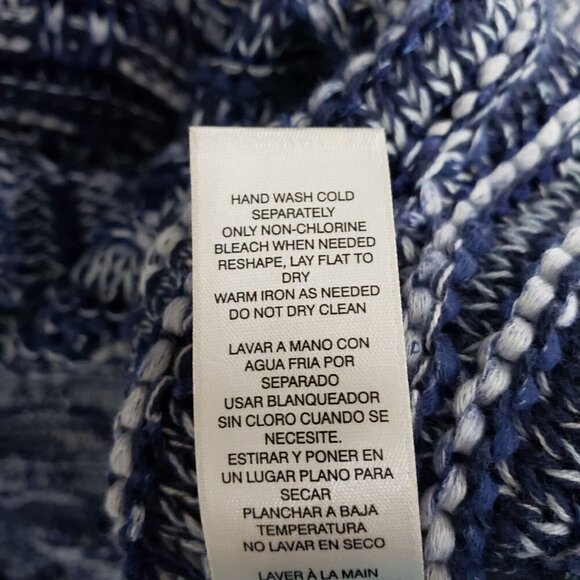 HAND WASH COLD
SEPARATELY
ONLY NON-CHLORINE
BLEACH WHEN NEEDED
RESHAPE, LAY FLAT TO
DRY
WARM IRON AS NEEDED
DO NOT DRY CLEAN
LAVAR A MANO CON
AGUA FRIA POR
SEPARADO
USAR BLANQUEADOR
SIN CLORO CUANDO SE
NECESITE.
ESTIRAR Y PONER EN
UN LUGAR PLANO PARA
SECAR
PLANCHAR A BAJA
TEMPERATURA
NO LAVAR EN SECO
LAVER À LA MAIN